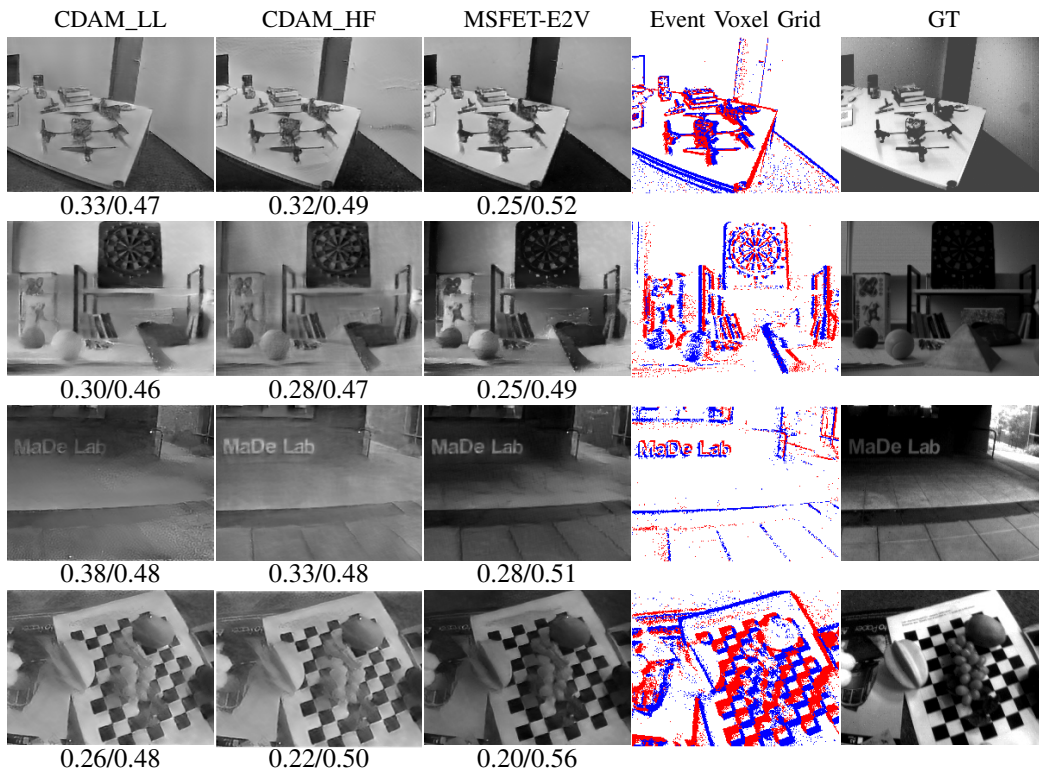 CDAM_LL CDAM_HF MSFET-E2V Event Voxel Grid GT
0.33/0.47 0.32/0.49 0.25/0.52
0.30/0.46 0.28/0.47 0.25/0.49
MaDe Lab MaDe Lab MaDe Lab MaDe Lab MaDe Lab
0.38/0.48 0.33/0.48 0.28/0.51
0.26/0.48 0.22/0.50 0.20/0.56